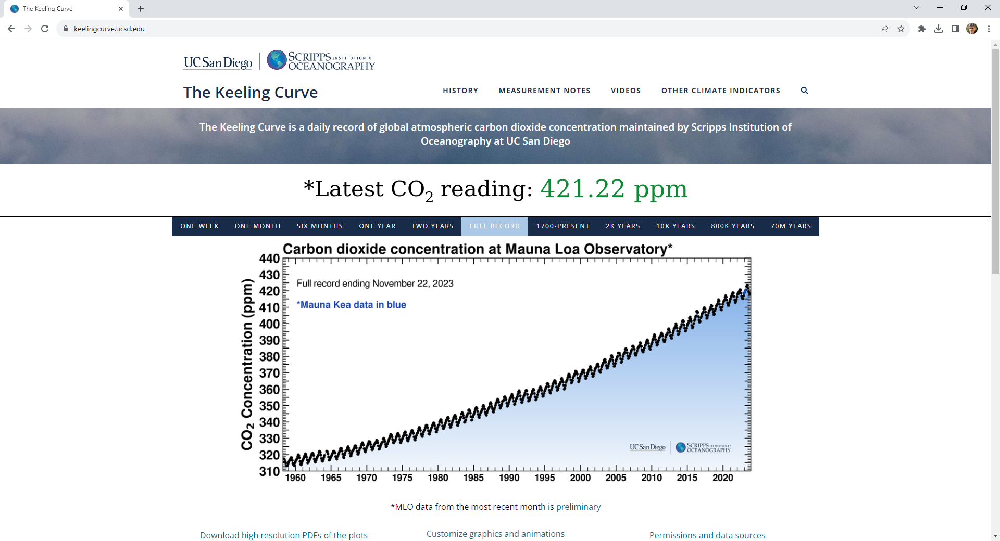 The Keeling Curve
keelingcurve.ucsd.edu
UC San Diego
SCRIPPS INSTITUTION OF
OCEANOGRAPHY
The Keeling Curve
HISTORY
MEASUREMENT NOTES
VIDEOS
OTHER CLIMATE INDICATORS
The Keeling Curve is a daily record of global atmospheric carbon dioxide concentration maintained by Scripps Institution of
Oceanography at UC San Diego
*Latest CO2 reading: 421.22 ppm
ONE WEEK
ONE MONTH
SIX MONTHS
ONE YEAR
TWO YEARS
FULL RECORD
1700-PRESENT
2K YEARS
10K YEARS
800K YEARS
70M YEARS
Carbon dioxide concentration at Mauna Loa Observatory*
CO2 Concentration (ppm)
440
430
420
410
400
390
380
370
360
350
340
330
320
310
Full record ending November 22, 2023
*Mauna Kea data in blue
UC San Diego
SCRIPPS INSTITUTION OF
OCEANOGRAPHY
1960
1965
1970
1975
1980
1985
1990
1995
2000
2005
2010
2015
2020
*MLO data from the most recent month is preliminary
Download high resolution PDFs of the plots
Customize graphics and animations
Permissions and data sources